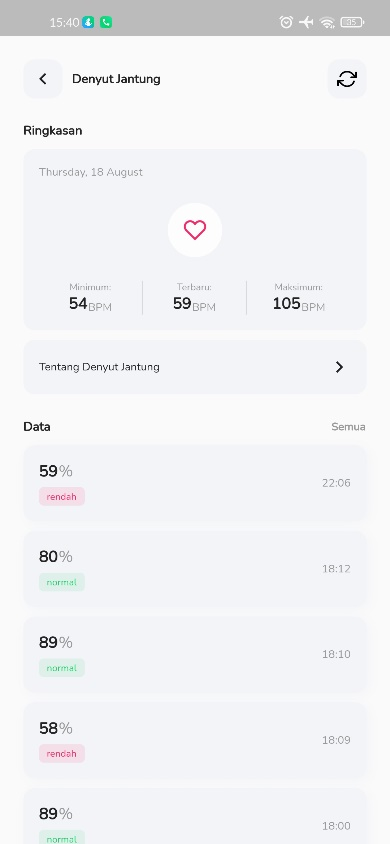 15:40
Denyut Jantung
Ringkasan
Thursday, 18 August
Minimum: Terbaru: Maksimum:
54BPM 59BPM 105BPM
Tentang Denyut Jantung
Data Semua
59%
rendah
22:06
80%
normal
18:12
89%
normal
18:10
58%
rendah
18:09
89%
normal
18:00